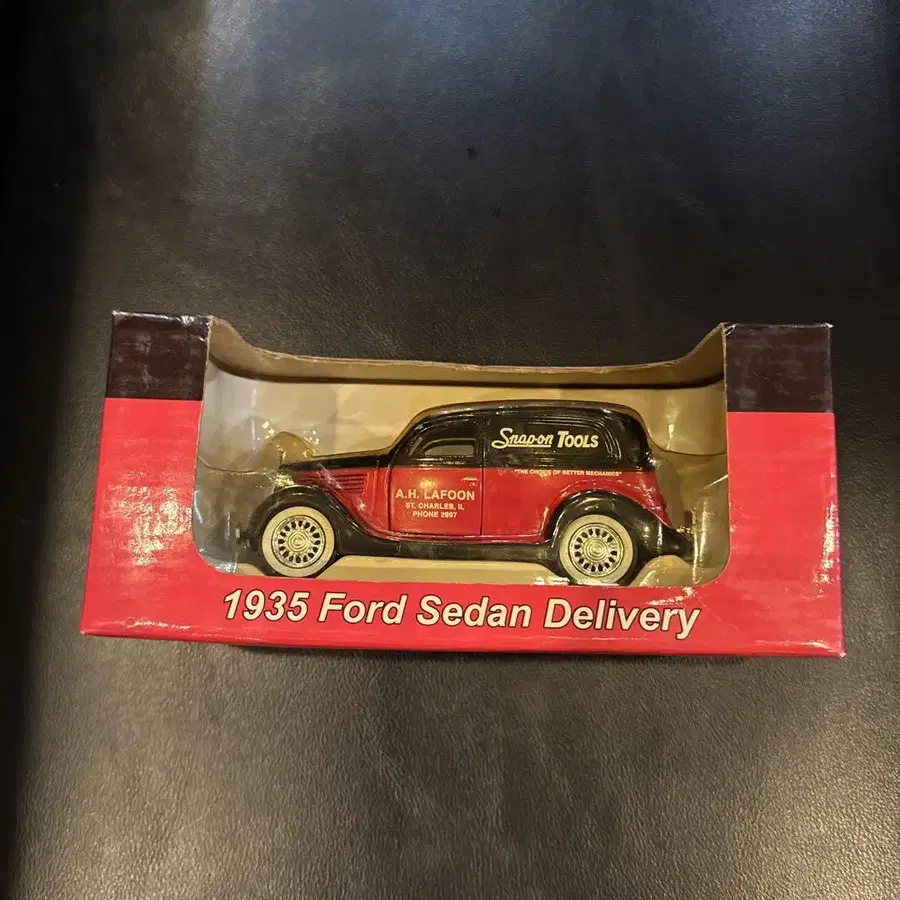 Snap-on TOOLS
"THE CHOICE OF BETTER MECHANICS"
A.H. LAFOON
ST. CHARLES, IL
PHONE 2997
1935 Ford Sedan Delivery